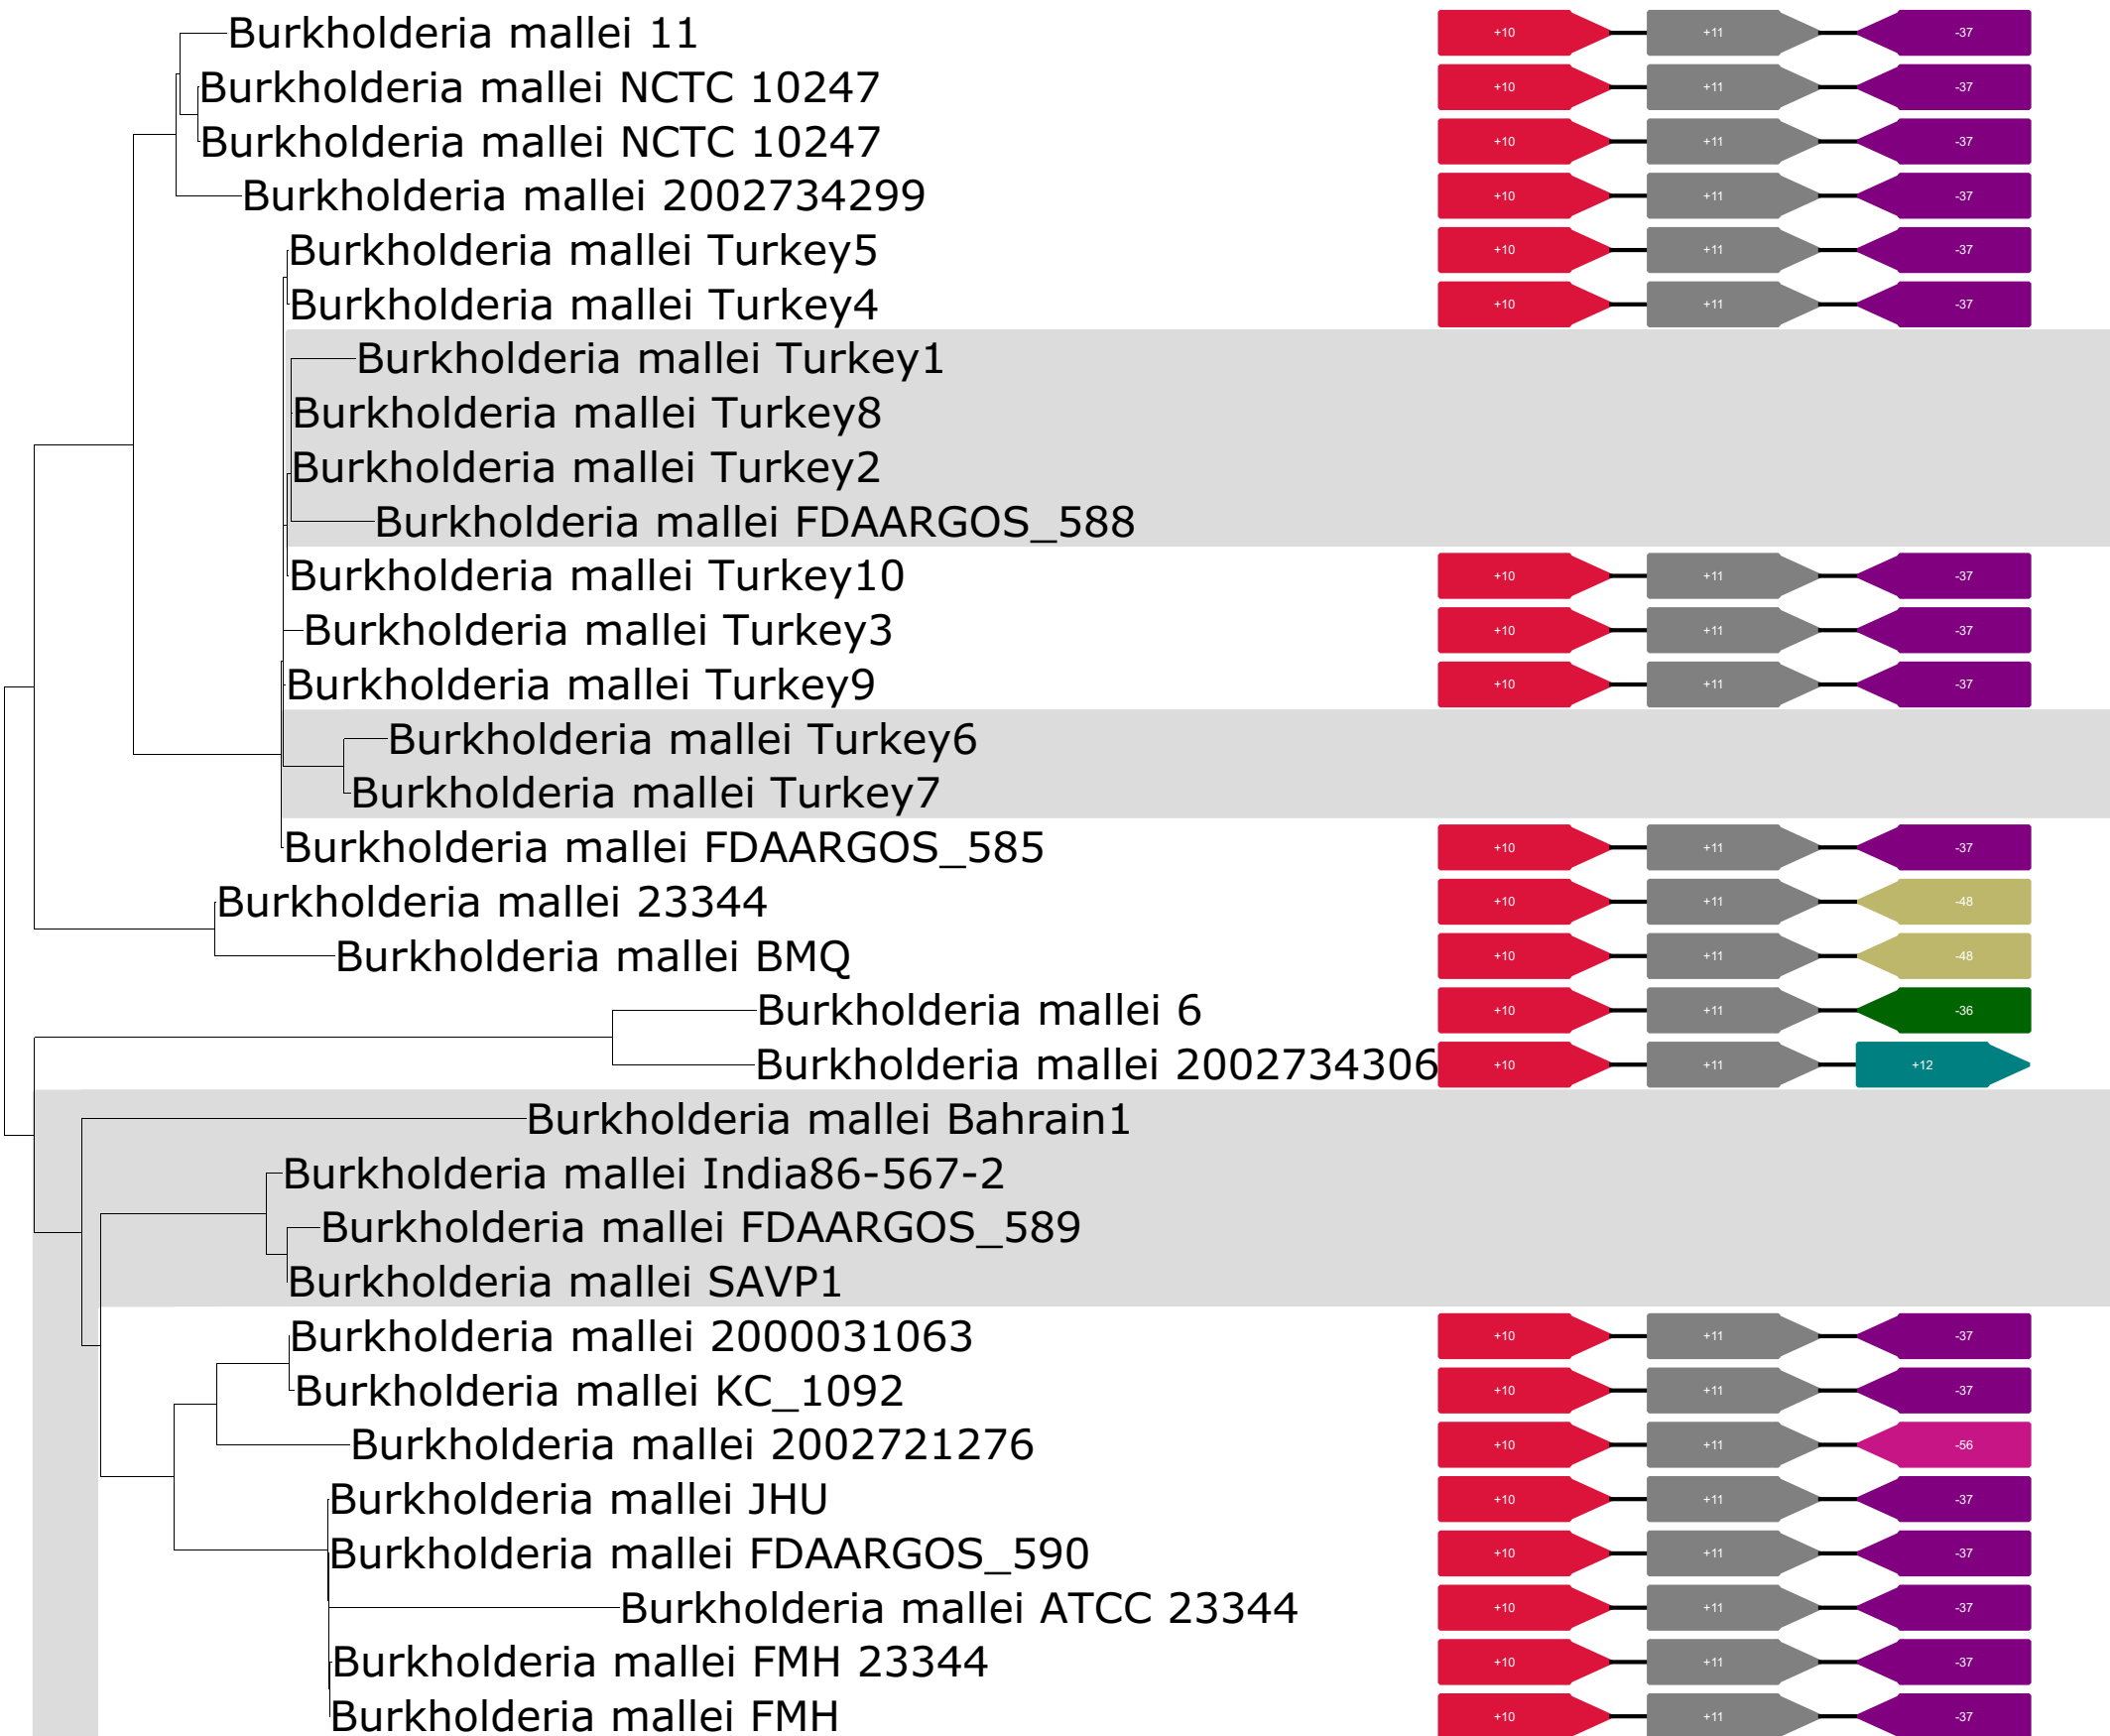 Burkholderia mallei 11 +10 +11 -37
Burkholderia mallei NCTC 10247 +10 +11 -37
Burkholderia mallei NCTC 10247 +10 +11 -37
Burkholderia mallei 2002734299 +10 +11 -37
Burkholderia mallei Turkey5 +10 +11 -37
Burkholderia mallei Turkey4 +10 +11 -37
Burkholderia mallei Turkey1
Burkholderia mallei Turkey8
Burkholderia mallei Turkey2
Burkholderia mallei FDAARGOS_588
Burkholderia mallei Turkey10 +10 +11 -37
Burkholderia mallei Turkey3 +10 +11 -37
Burkholderia mallei Turkey9 +10 +11 -37
Burkholderia mallei Turkey6
Burkholderia mallei Turkey7
Burkholderia mallei FDAARGOS_585 +10 +11 -37
Burkholderia mallei 23344 +10 +11 -48
Burkholderia mallei BMQ +10 +11 -48
Burkholderia mallei 6 +10 +11 -36
Burkholderia mallei 2002734306 +10 +11 +12
Burkholderia mallei Bahrain1
Burkholderia mallei India86-567-2
Burkholderia mallei FDAARGOS_589
Burkholderia mallei SAVP1
Burkholderia mallei 2000031063 +10 +11 -37
Burkholderia mallei KC_1092 +10 +11 -37
Burkholderia mallei 2002721276 +10 +11 -56
Burkholderia mallei JHU +10 +11 -37
Burkholderia mallei FDAARGOS_590 +10 +11 -37
Burkholderia mallei ATCC 23344 +10 +11 -37
Burkholderia mallei FMH 23344 +10 +11 -37
Burkholderia mallei FMH +10 +11 -37